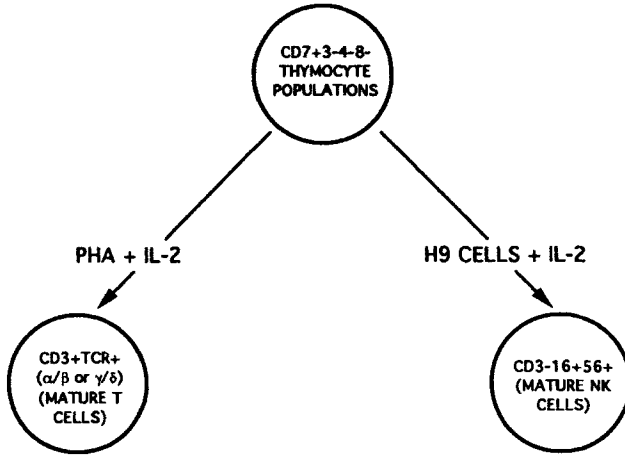 CD7+3-4-8-
THYMOCYTE
POPULATIONS
PHA + IL-2
H9 CELLS + IL-2
CD3+TCR+
(α/β or γ/δ)
(MATURE T
CELLS)
CD3-16+56+
(MATURE NK
CELLS)